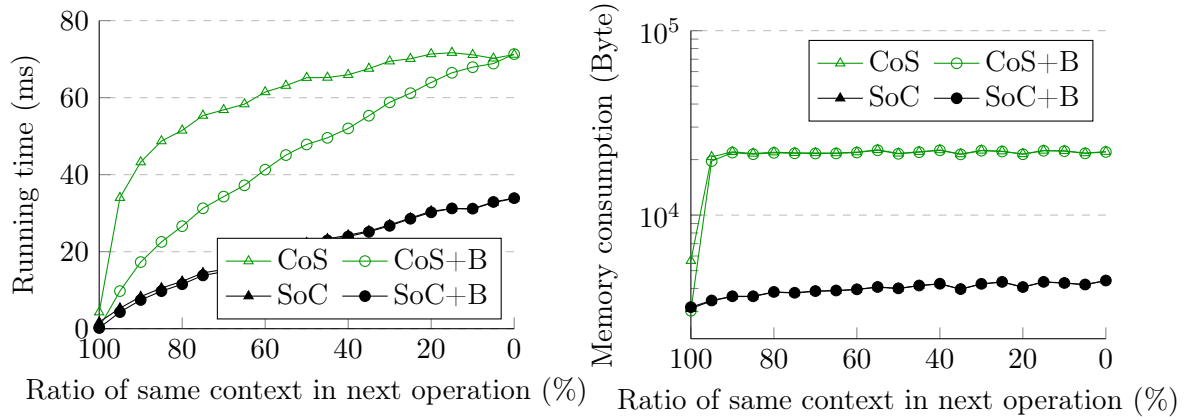 80
60
40
20
0
Running time (ms)
CoS CoS+B
SoC SoC+B
100 80 60 40 20 0
Ratio of same context in next operation (%)
10^5
10^4
Memory consumption (Byte)
CoS CoS+B
SoC SoC+B
100 80 60 40 20 0
Ratio of same context in next operation (%)